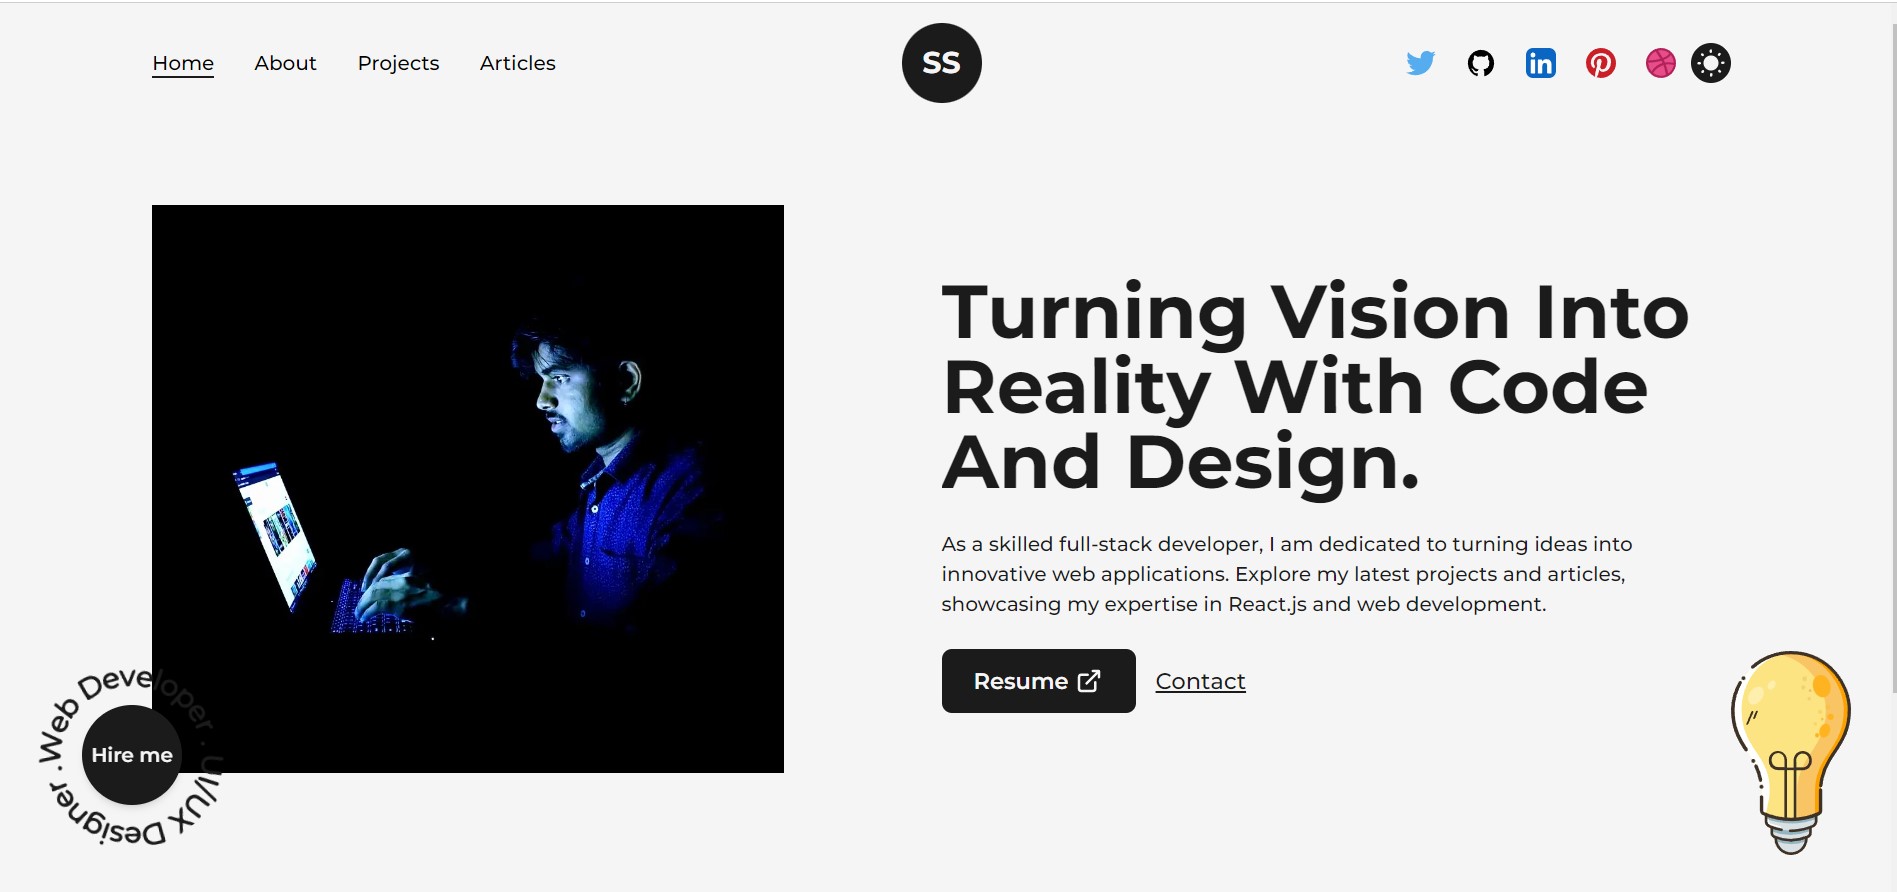 Home About Projects Articles
SS
in
Turning Vision Into
Reality With Code
And Design.
As a skilled full-stack developer, I am dedicated to turning ideas into
innovative web applications. Explore my latest projects and articles,
showcasing my expertise in React.js and web development.
Resume
Contact
Web Developer . UI/UX Designer .
Hire me